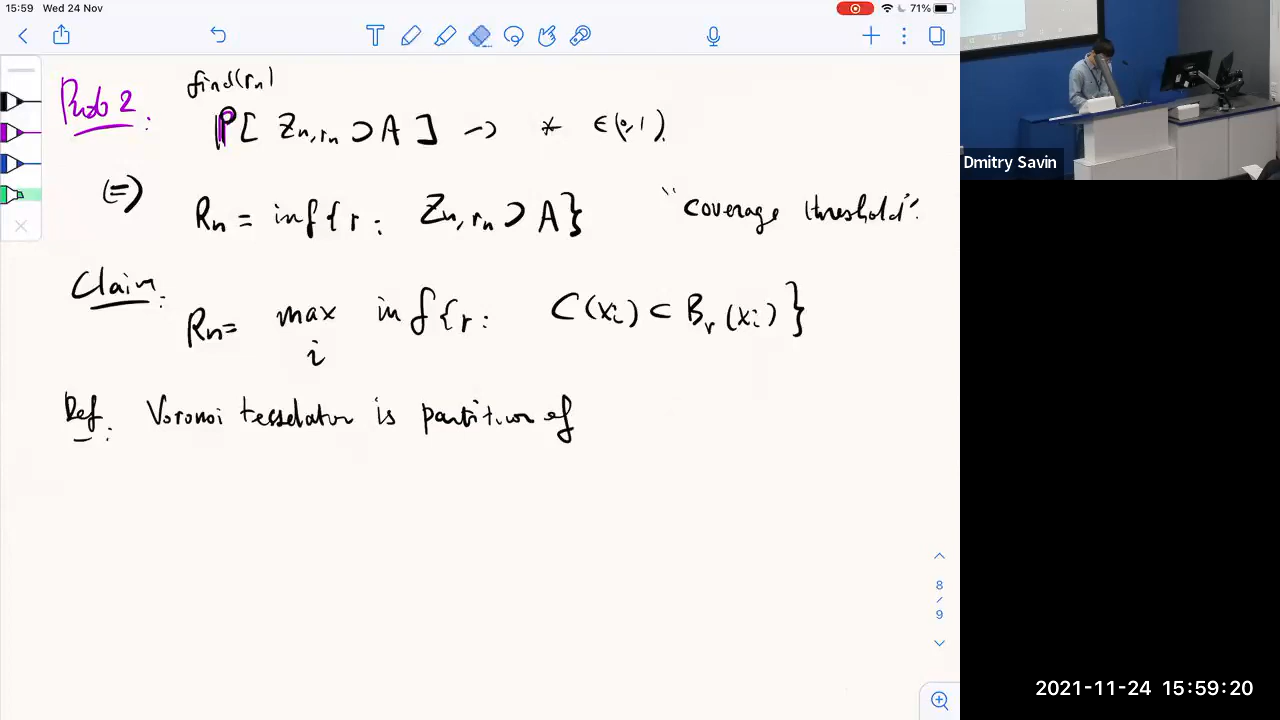 15:59 Wed 24 Nov
71%
find(rn)
Prob 2:
P[ Zn,rn ⊃ A ] → * ∈(0,1).
(=)
Rn = inf{r: Zn,rn ⊃ A} "coverage threshold".
Claim:
Rn= max inf{r: C(xi) ⊂ Br(xi)}
i
Def: Voronoi tesselation is partition of
8
/
9
Dmitry Savin
2021-11-24 15:59:20